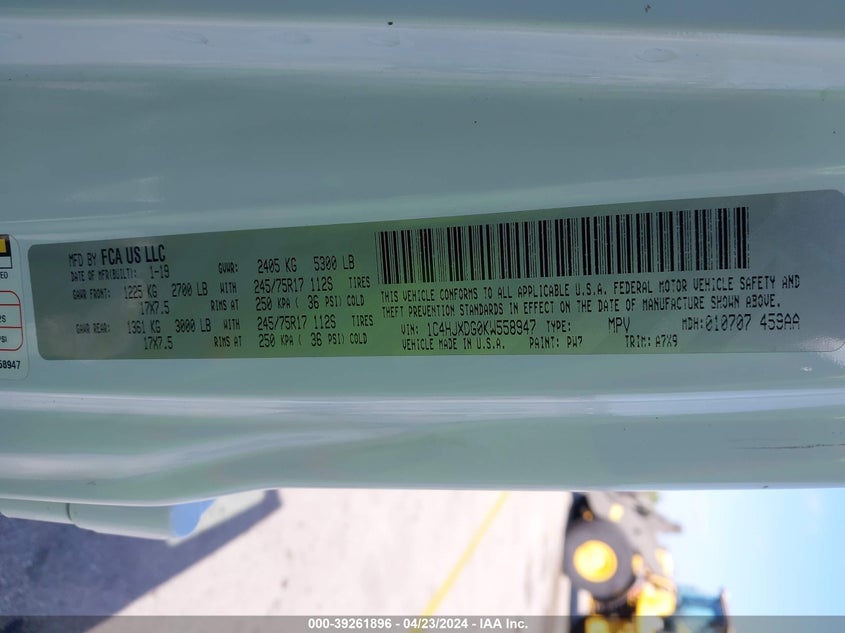 MFD BY FCA US LLC
DATE OF MFR(BUILT): 1-19
GVWR: 2405 KG 5300 LB
GAWR FRONT: 1225 KG 2700 LB WITH 245/75R17 112S TIRES
17X7.5 RIMS AT 250 KPA ( 36 PSI) COLD
GAWR REAR: 1361 KG 3000 LB WITH 245/75R17 112S TIRES
17X7.5 RIMS AT 250 KPA ( 36 PSI) COLD
THIS VEHICLE CONFORMS TO ALL APPLICABLE U.S.A. FEDERAL MOTOR VEHICLE SAFETY AND
THEFT PREVENTION STANDARDS IN EFFECT ON THE DATE OF MANUFACTURE SHOWN ABOVE.
VIN: 1C4HJXDG0KW558947 TYPE: MPV MDH:010707 459AA
VEHICLE MADE IN U.S.A. PAINT: PW7 TRIM: A7X9
58947
000-39261896 - 04/23/2024 - IAA Inc.